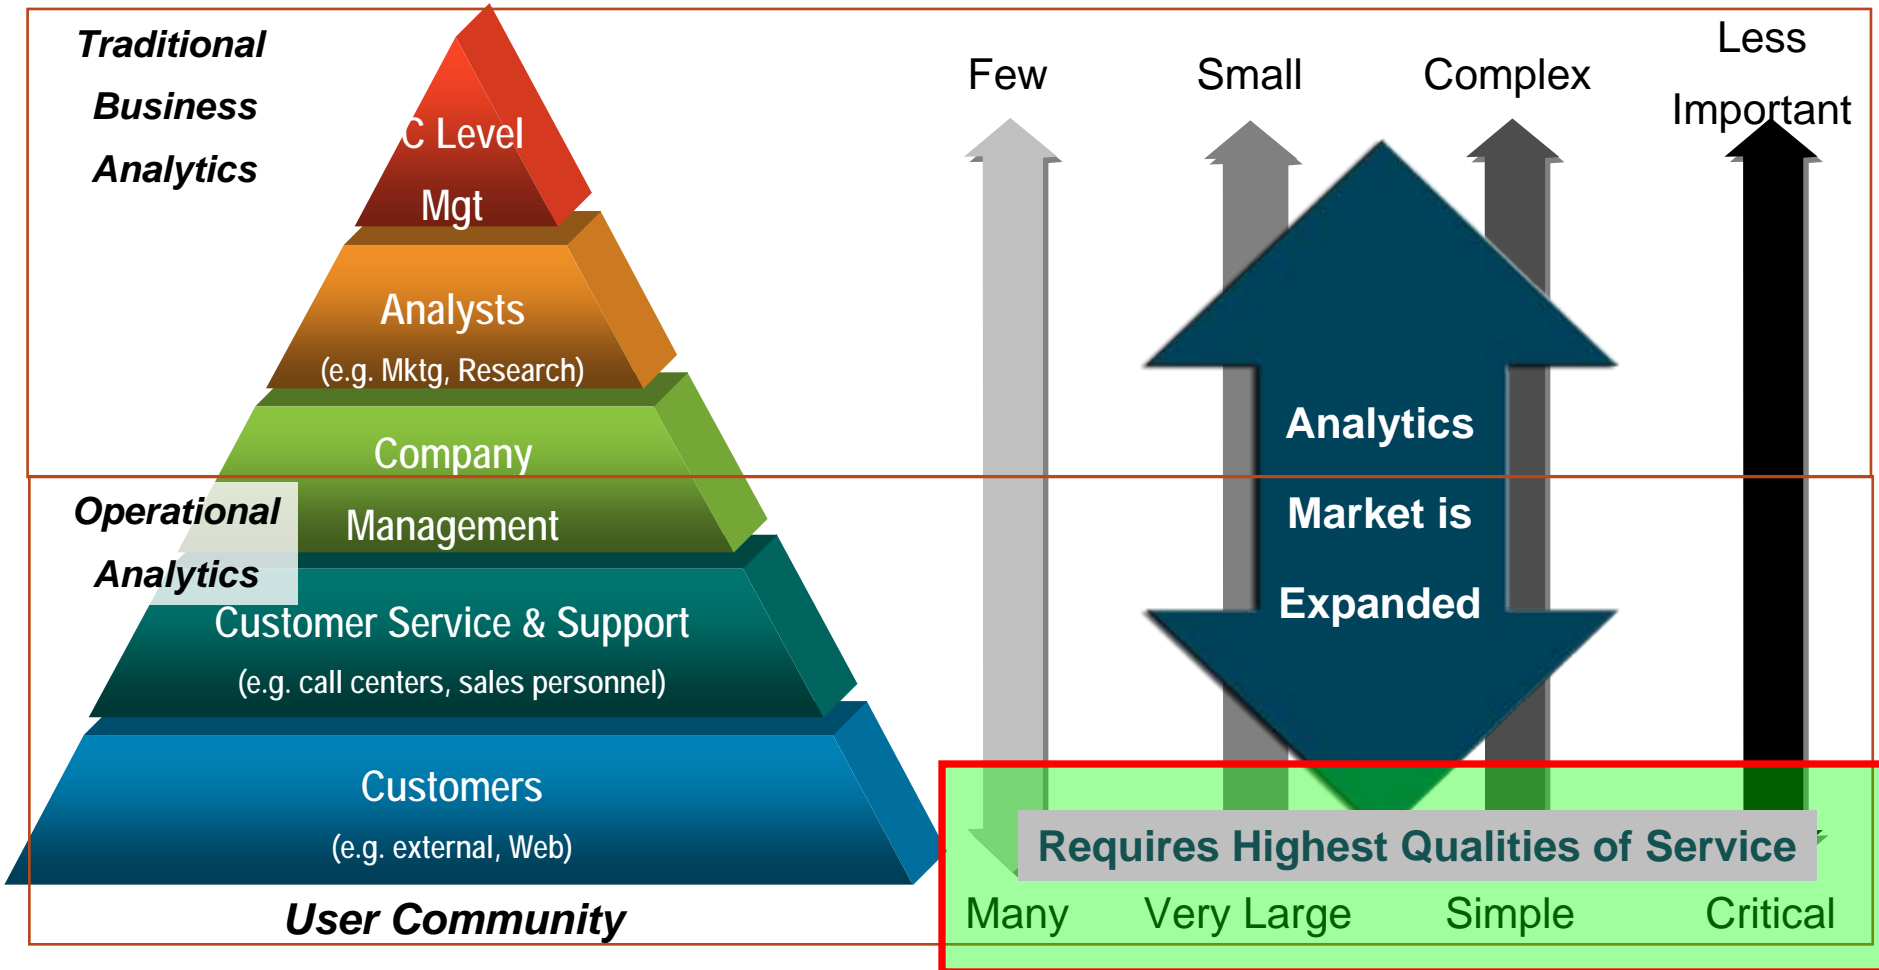 Traditional
Business
Analytics
C Level
Mgt
Analysts
(e.g. Mktg, Research)
Company
Management
Operational
Analytics
Customer Service & Support
(e.g. call centers, sales personnel)
Customers
(e.g. external, Web)
User Community
Few
Small
Complex
Less
Important
Analytics
Market is
Expanded
Requires Highest Qualities of Service
Many
Very Large
Simple
Critical